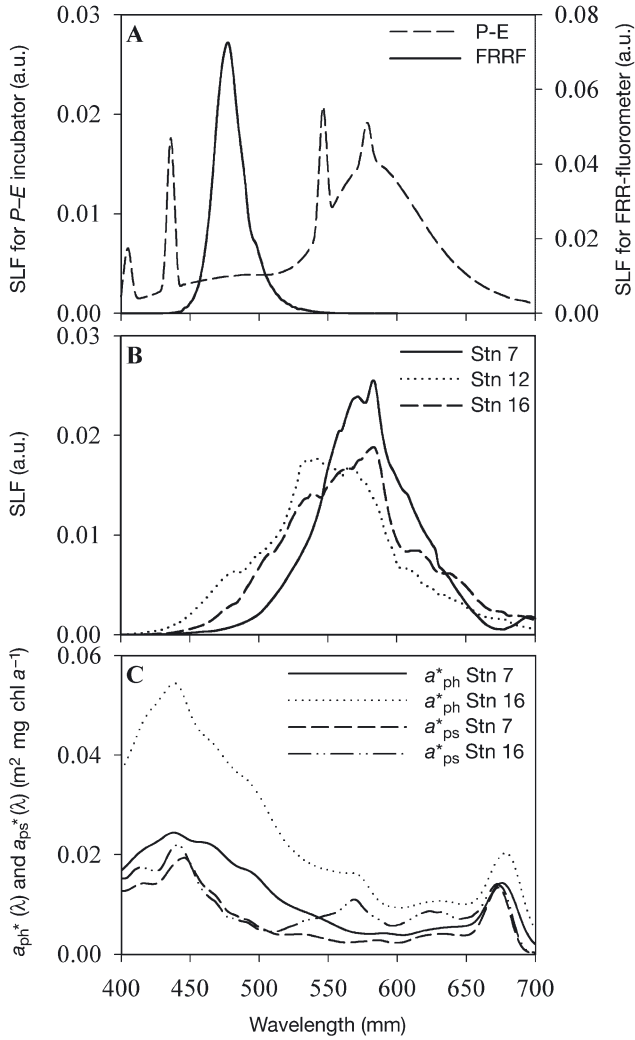 0.03
0.02
0.01
0.00
SLF for P–E incubator (a.u.)
A
P-E
FRRF
0.08
0.06
0.04
0.02
0.00
SLF for FRR-fluorometer (a.u.)
0.03
0.02
0.01
0.00
SLF (a.u.)
B
Stn 7
Stn 12
Stn 16
0.06
0.04
0.02
0.00
aph* (λ) and aps* (λ) (m2 mg chl a–1)
C
a*ph Stn 7
a*ph Stn 16
a*ps Stn 7
a*ps Stn 16
400 450 500 550 600 650 700
Wavelength (mm)